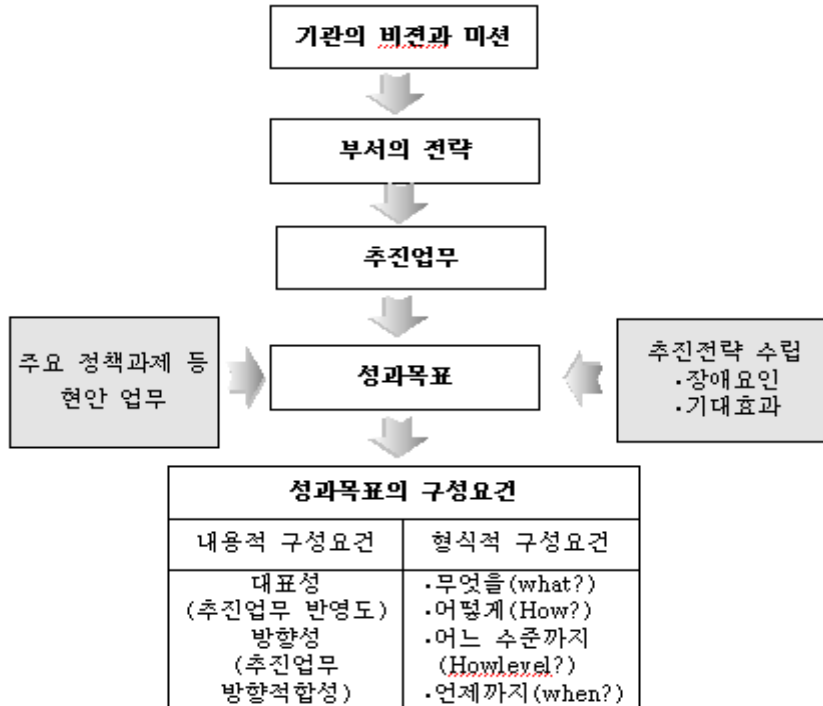 기관의 비젼과 미션
부서의 전략
추진업무
주요 정책과제 등
현안 업무
성과목표
추진전략 수립
·장애요인
·기대효과
성과목표의 구성요건
내용적 구성요건
대표성
(추진업무 반영도)
방향성
(추진업무
방향적합성)
형식적 구성요건
·무엇을(what?)
·어떻게(How?)
·어느 수준까지
(Howlevel?)
·언제까지(when?)